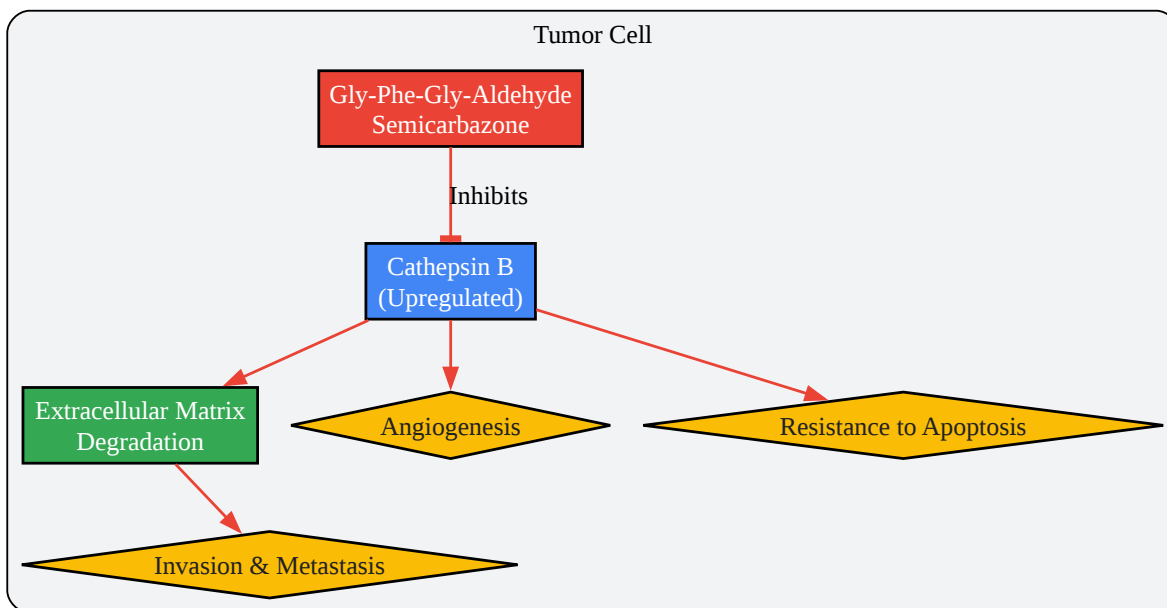 Tumor Cell
Gly-Phe-Gly-Aldehyde
Semicarbazone
Inhibits
Cathepsin B
(Upregulated)
Extracellular Matrix
Degradation
Angiogenesis
Resistance to Apoptosis
Invasion & Metastasis